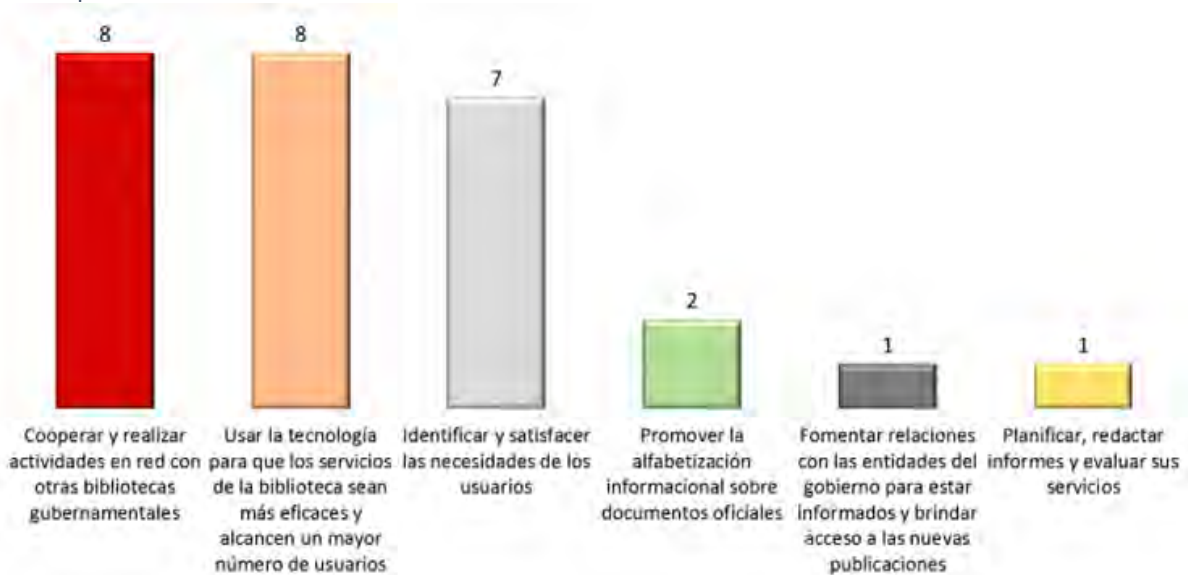 8
8
7
2
1
1
Cooperar y realizar
actividades en red con
otras bibliotecas
gubernamentales
Usar la tecnología
para que los servicios
de la biblioteca sean
más eficaces y
alcancen un mayor
número de usuarios
Identificar y satisfacer
las necesidades de los
usuarios
Promover la
alfabetización
informacional sobre
documentos oficiales
Fomentar relaciones
con las entidades del
gobierno para estar
informados y brindar
acceso a las nuevas
publicaciones
Planificar, redactar
informes y evaluar sus
servicios